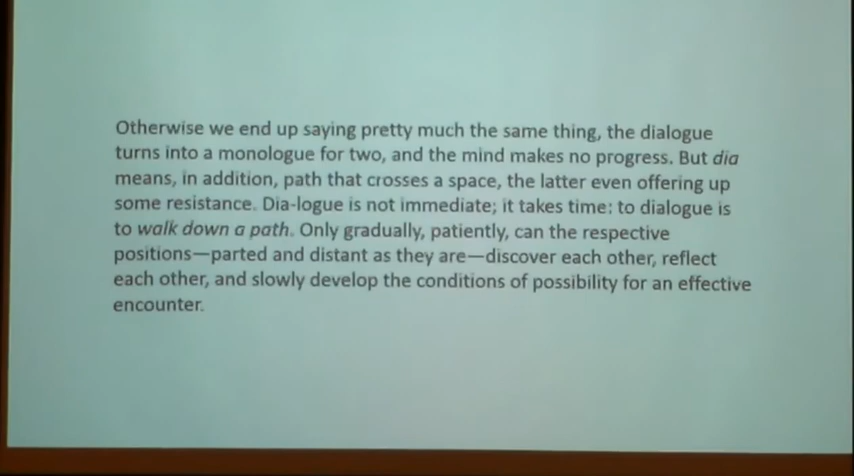 Otherwise we end up saying pretty much the same thing, the dialogue
turns into a monologue for two, and the mind makes no progress. But dia
means, in addition, path that crosses a space, the latter even offering up
some resistance. Dia-logue is not immediate; it takes time: to dialogue is
to walk down a path. Only gradually, patiently, can the respective
positions—parted and distant as they are—discover each other, reflect
each other, and slowly develop the conditions of possibility for an effective
encounter.